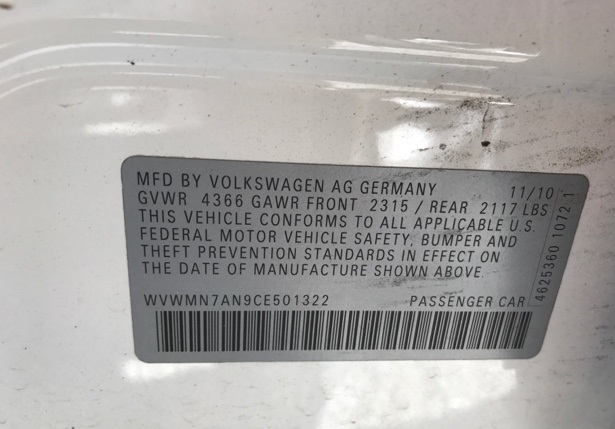 MFD BY VOLKSWAGEN AG GERMANY 11/10
GVWR 4366 GAWR FRONT 2315 / REAR 2117 LBS
THIS VEHICLE CONFORMS TO ALL APPLICABLE U.S.
FEDERAL MOTOR VEHICLE SAFETY, BUMPER AND
THEFT PREVENTION STANDARDS IN EFFECT ON
THE DATE OF MANUFACTURE SHOWN ABOVE.
WVWMN7AN9CE501322 PASSENGER CAR
4625360 1072 1